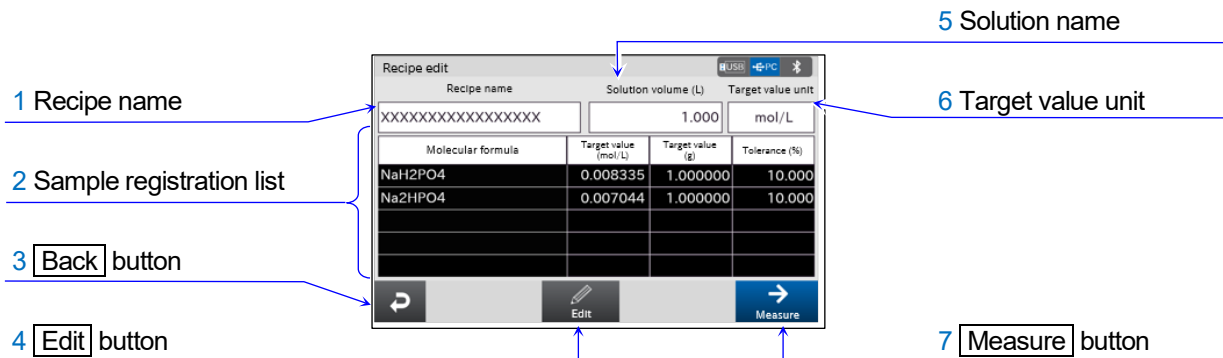 5 Solution name
Recipe edit
USB PC
Recipe name
Solution volume (L)
Target value unit
1 Recipe name
6 Target value unit
XXXXXXXXXXXXXXXXX
1.000
mol/L
Molecular formula
Target value (mol/L)
Target value (g)
Tolerance (%)
2 Sample registration list
NaH2PO4 0.008335 1.000000 10.000
Na2HPO4 0.007044 1.000000 10.000
3 Back button
Edit
Measure
4 Edit button
7 Measure button